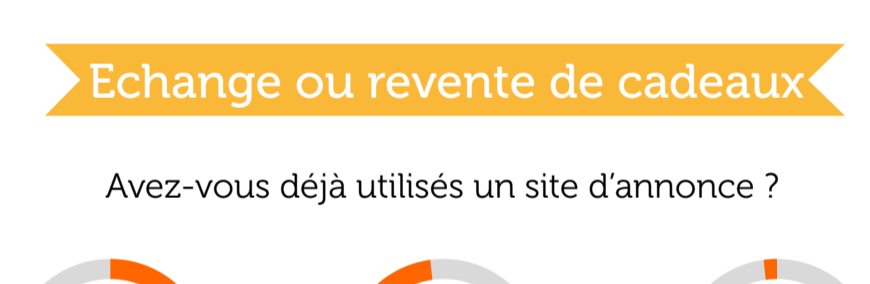 Echange ou revente de cadeaux
Avez-vous déjà utilisés un site d’annonce ?